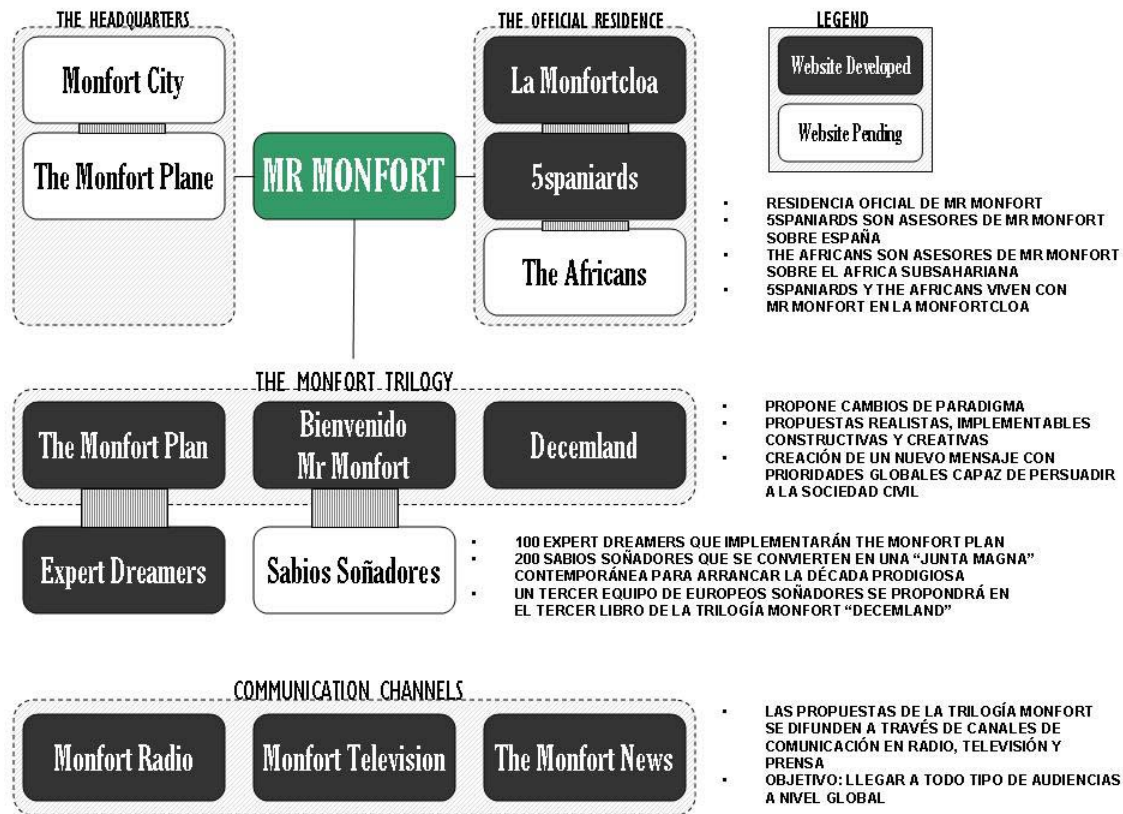 THE HEADQUARTERS
Monfort City
The Monfort Plane
MR MONFORT
THE OFFICIAL RESIDENCE
La Monfortcloa
5spaniards
The Africans
LEGEND
Website Developed
Website Pending
• RESIDENCIA OFICIAL DE MR MONFORT
• 5SPANIARDS SON ASESORES DE MR MONFORT
SOBRE ESPAÑA
• THE AFRICANS SON ASESORES DE MR MONFORT
SOBRE EL AFRICA SUBSAHARIANA
• 5SPANIARDS Y THE AFRICANS VIVEN CON
MR MONFORT EN LA MONFORTCLOA
THE MONFORT TRILOGY
The Monfort Plan
Bienvenido
Mr Monfort
Decemland
• PROPONE CAMBIOS DE PARADIGMA
• PROPUESTAS REALISTAS, IMPLEMENTABLES
CONSTRUCTIVAS Y CREATIVAS
• CREACIÓN DE UN NUEVO MENSAJE CON
PRIORIDADES GLOBALES CAPAZ DE PERSUADIR
A LA SOCIEDAD CIVIL
Expert Dreamers
Sabios Soñadores
• 100 EXPERT DREAMERS QUE IMPLEMENTARÁN THE MONFORT PLAN
• 200 SABIOS SOÑADORES QUE SE CONVIERTEN EN UNA “JUNTA MAGNA”
CONTEMPORÁNEA PARA ARRANCAR LA DÉCADA PRODIGIOSA
• UN TERCER EQUIPO DE EUROPEOS SOÑADORES SE PROPONDRÁ EN
EL TERCER LIBRO DE LA TRILOGÍA MONFORT “DECEMLAND”
COMMUNICATION CHANNELS
Monfort Radio
Monfort Television
The Monfort News
• LAS PROPUESTAS DE LA TRILOGÍA MONFORT
SE DIFUNDEN A TRAVÉS DE CANALES DE
COMUNICACIÓN EN RADIO, TELEVISIÓN Y
PRENSA
• OBJETIVO: LLEGAR A TODO TIPO DE AUDIENCIAS
A NIVEL GLOBAL